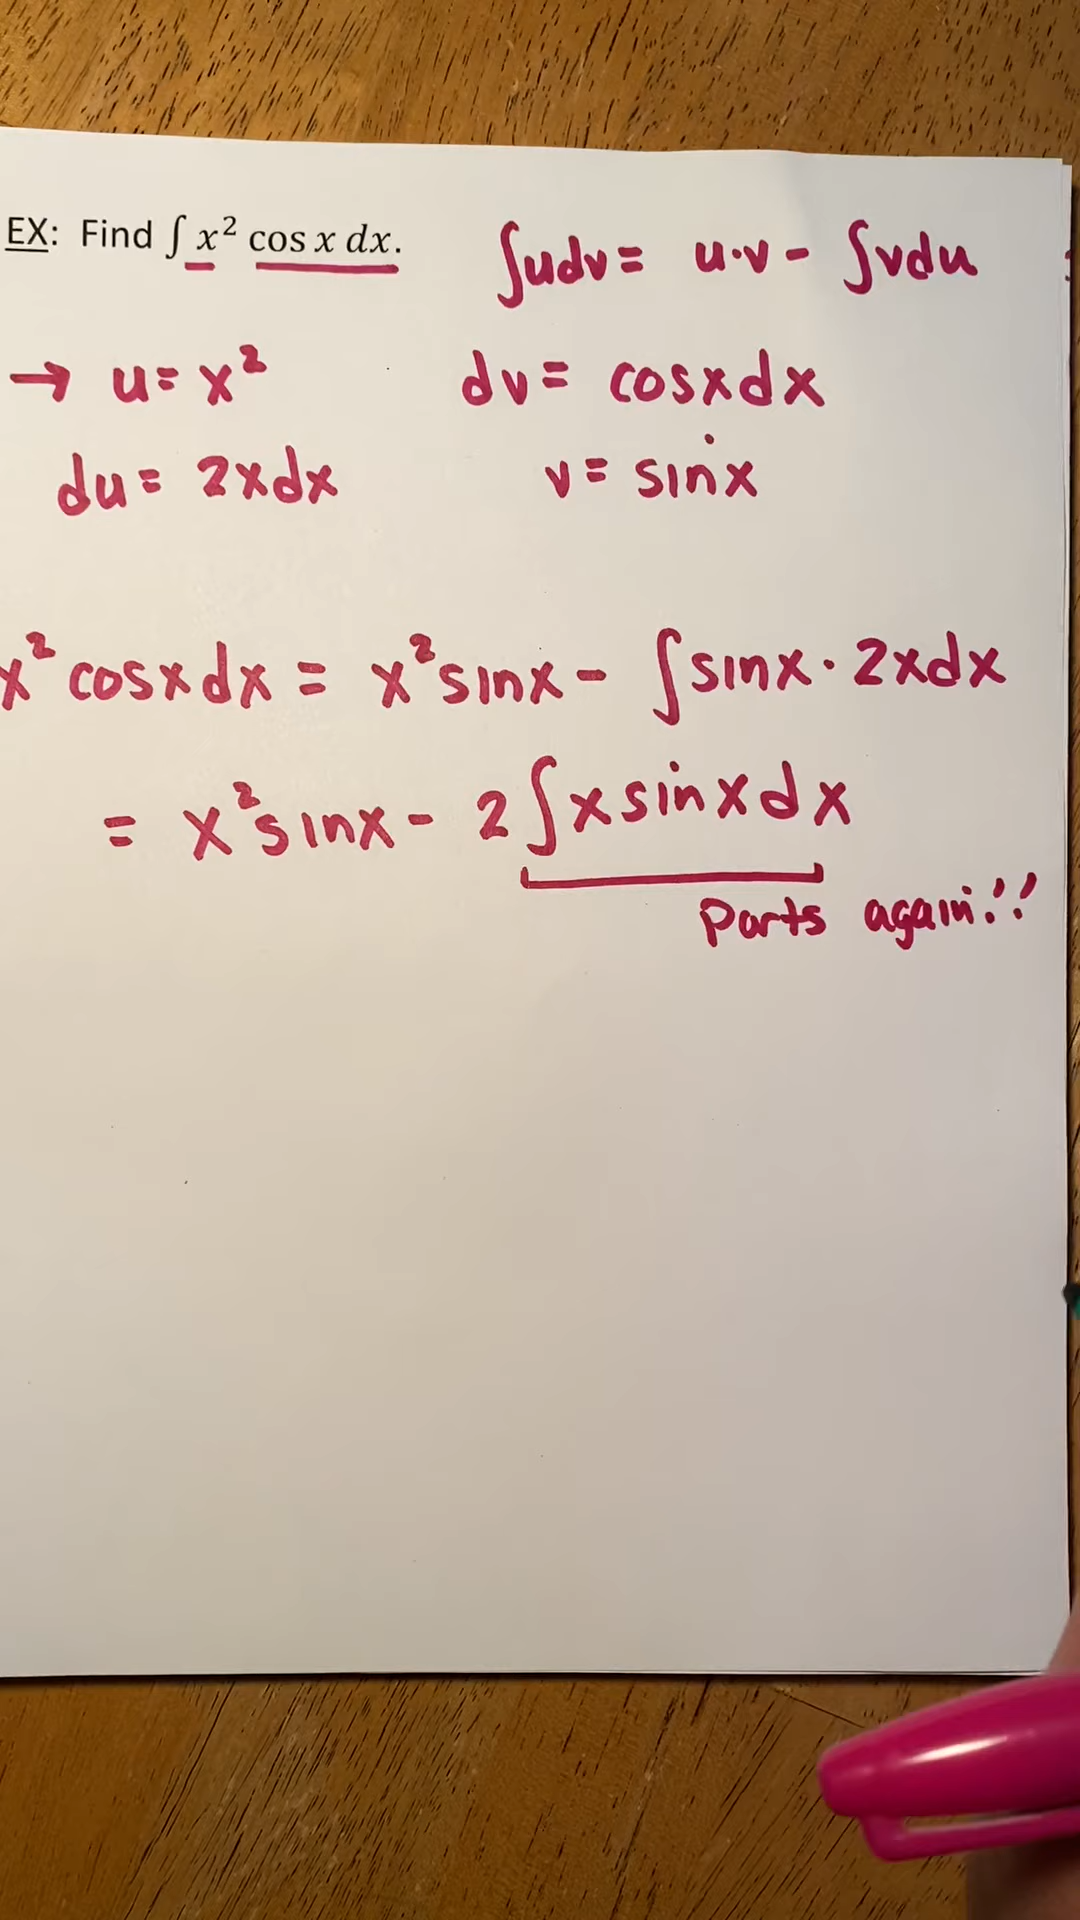 EX: Find ∫ x² cos x dx.
∫udv = u·v - ∫vdu
→ u = x²
dv = cosxdx
du = 2xdx
v = sinx
x² cosxdx = x²sinx - ∫sinx · 2xdx
= x²sinx - 2∫xsinxdx
Parts again!!